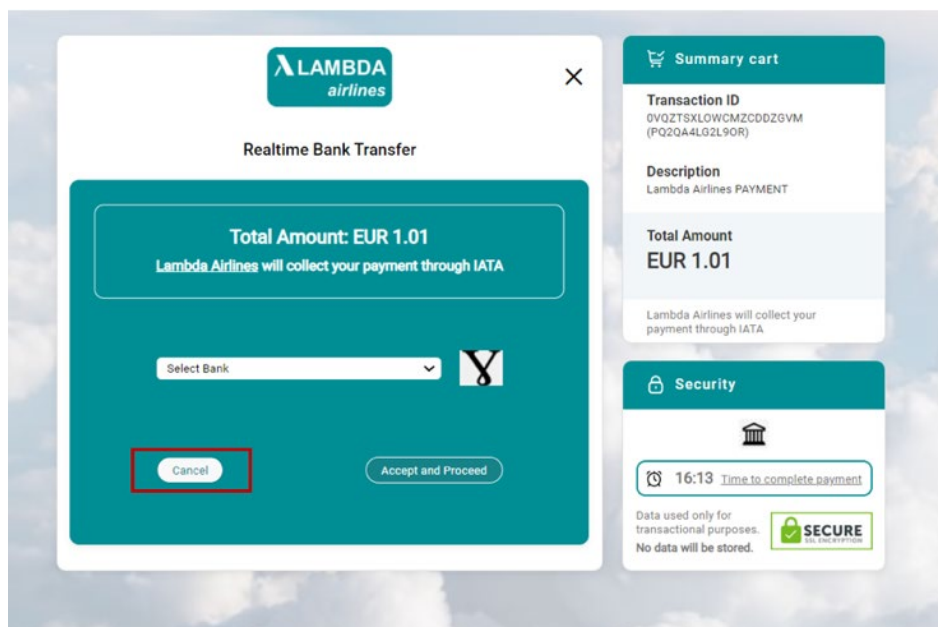 LAMBDA
airlines
Realtime Bank Transfer
Total Amount: EUR 1.01
Lambda Airlines will collect your payment through IATA
Select Bank
Cancel
Accept and Proceed
Summary cart
Transaction ID
0VQZTSXLOWCMZCDDZGVM
(PQ2QA4LG2L9OR)
Description
Lambda Airlines PAYMENT
Total Amount
EUR 1.01
Lambda Airlines will collect your
payment through IATA
Security
16:13 Time to complete payment
Data used only for
transactional purposes.
No data will be stored.
SECURE
SSL ENCRYPTION